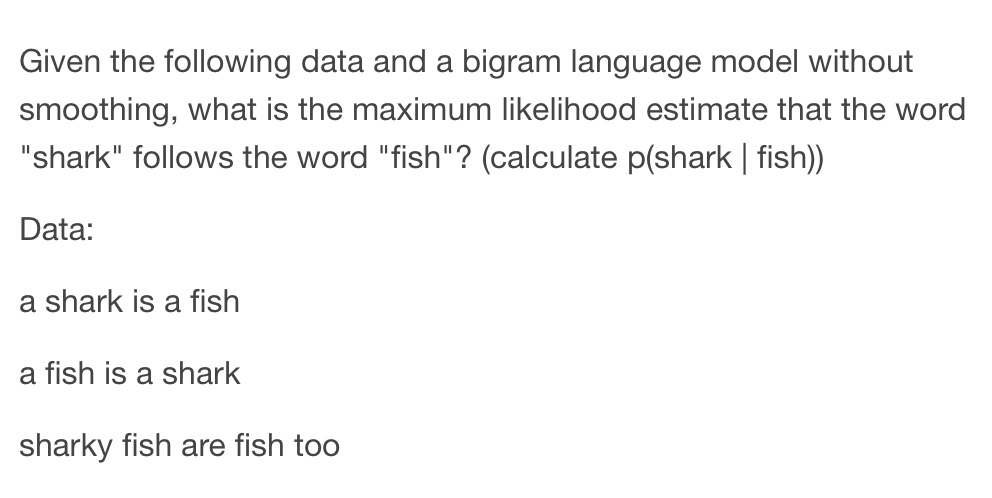 Given the following data and a bigram language model without
smoothing, what is the maximum likelihood estimate that the word
"shark" follows the word "fish"? (calculate p(shark | fish))
Data:
a shark is a fish
a fish is a shark
sharky fish are fish too